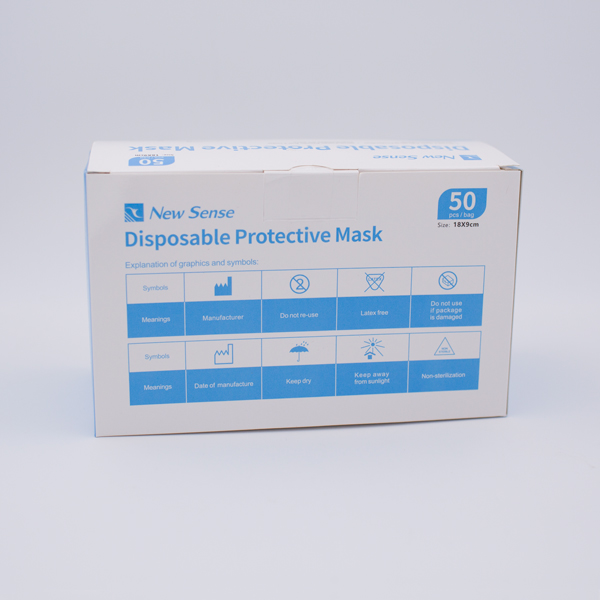 Disposable Protective Mask
New Sense
50
New Sense
Disposable Protective Mask
50
pcs / bag
Size: 18X9cm
Explanation of graphics and symbols:
Symbols
Meanings
Manufacturer
Do not re-use
Latex free
Do not use
if package
is damaged
Symbols
Meanings
Date of manufacture
Keep dry
Keep away
from sunlight
Non-sterilization